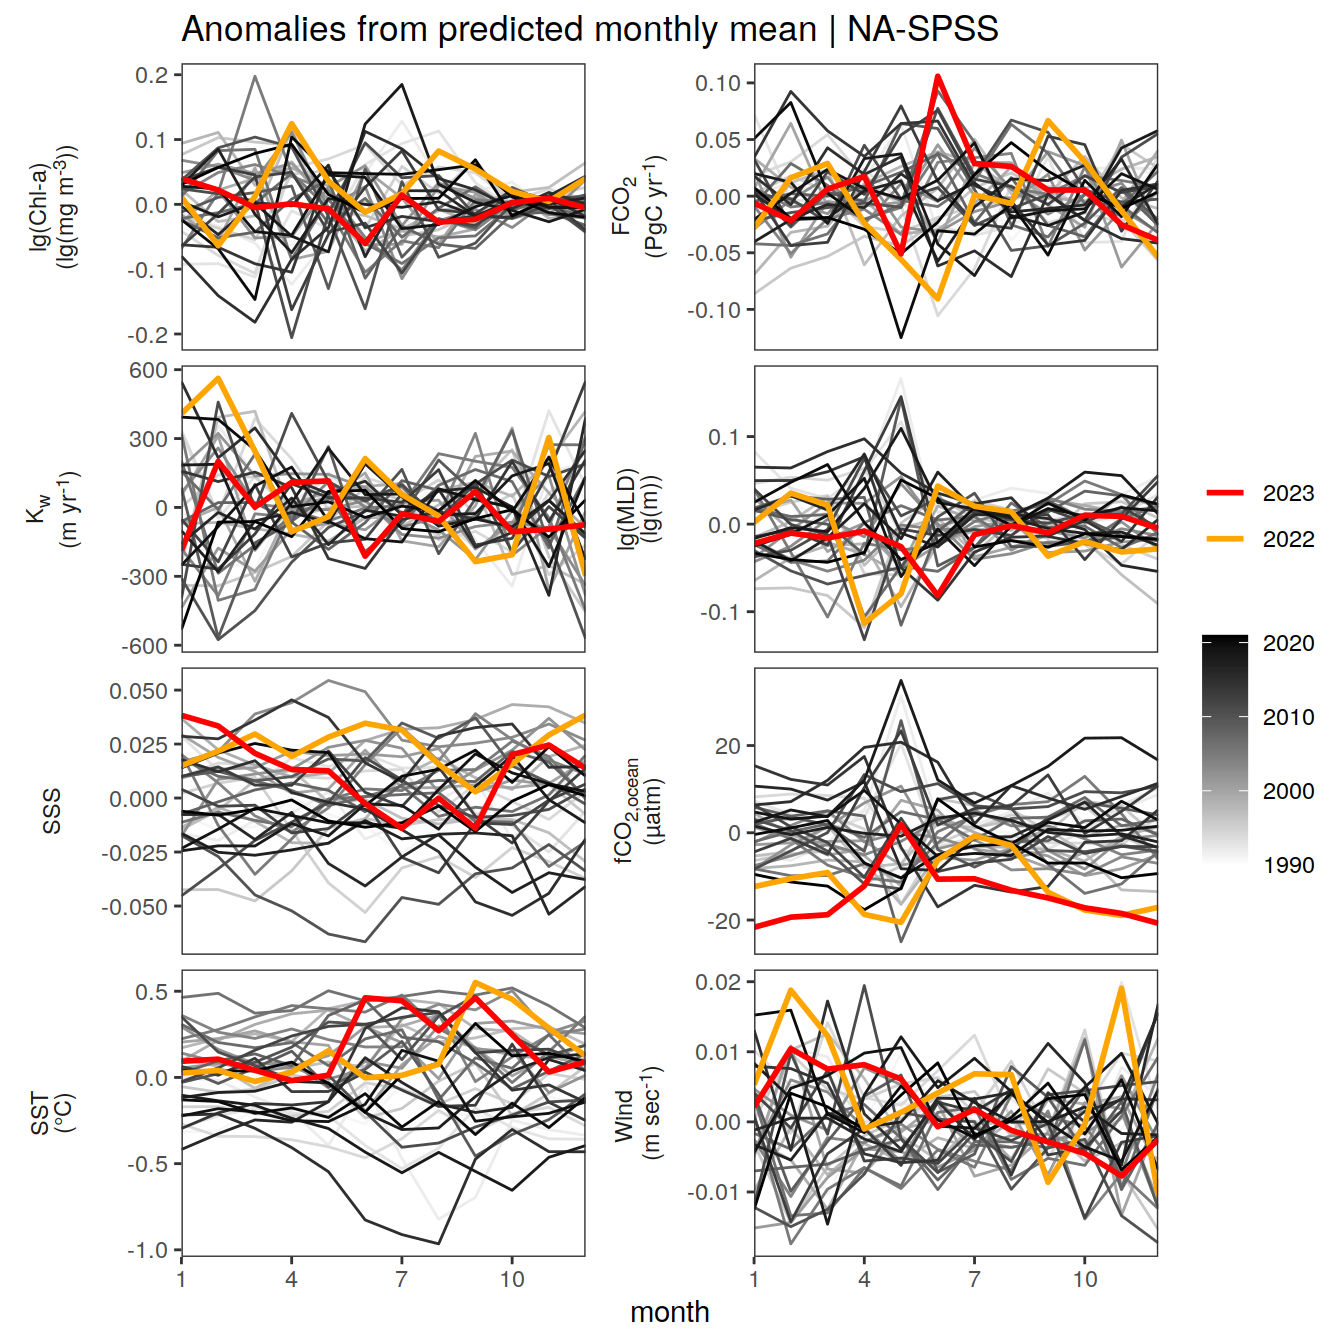 Anomalies from predicted monthly mean | NA-SPSS
lg(Chl-a)
(lg(mg m⁻³))
0.2
0.1
0.0
-0.1
-0.2
FCO₂
(PgC yr⁻¹)
0.10
0.05
0.00
-0.05
-0.10
K_w
(m yr⁻¹)
600
300
0
-300
-600
lg(MLD)
(lg(m))
0.1
0.0
-0.1
SSS
0.050
0.025
0.000
-0.025
-0.050
fCO₂,ocean
(µatm)
20
0
-20
SST
(°C)
0.5
0.0
-0.5
-1.0
Wind
(m sec⁻¹)
0.02
0.01
0.00
-0.01
1 4 7 10
1 4 7 10
month
2023
2022
2020
2010
2000
1990